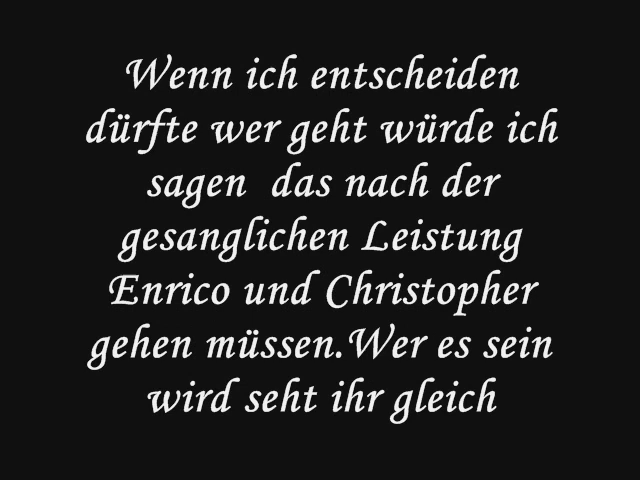 Wenn ich entscheiden
dürfte wer geht würde ich
sagen  das nach der
gesanglichen Leistung
Enrico und Christopher
gehen müssen.Wer es sein
wird seht ihr gleich